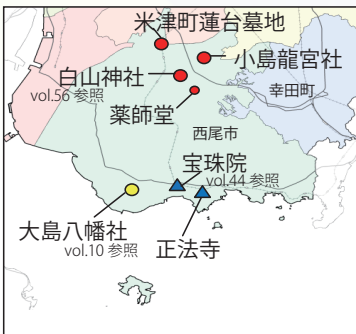 米津町蓮台墓地
小島龍宮社
白山神社
vol.56 参照
幸田町
薬師堂
西尾市
宝珠院
vol.44 参照
大島八幡社
vol.10 参照
正法寺